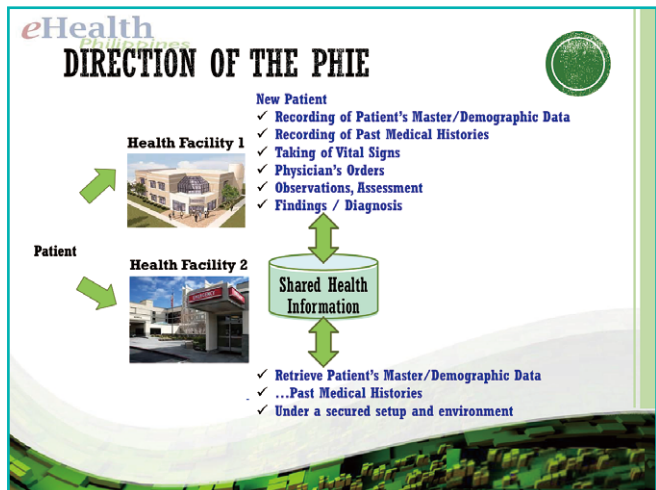 eHealth
Philippines
DIRECTION OF THE PHIE
New Patient
✓ Recording of Patient's Master/Demographic Data
✓ Recording of Past Medical Histories
Health Facility 1
✓ Taking of Vital Signs
✓ Physician's Orders
✓ Observations, Assessment
✓ Findings / Diagnosis
Patient
Health Facility 2
EMERGENCY
Shared Health
Information
✓ Retrieve Patient's Master/Demographic Data
✓ ...Past Medical Histories
✓ Under a secured setup and environment